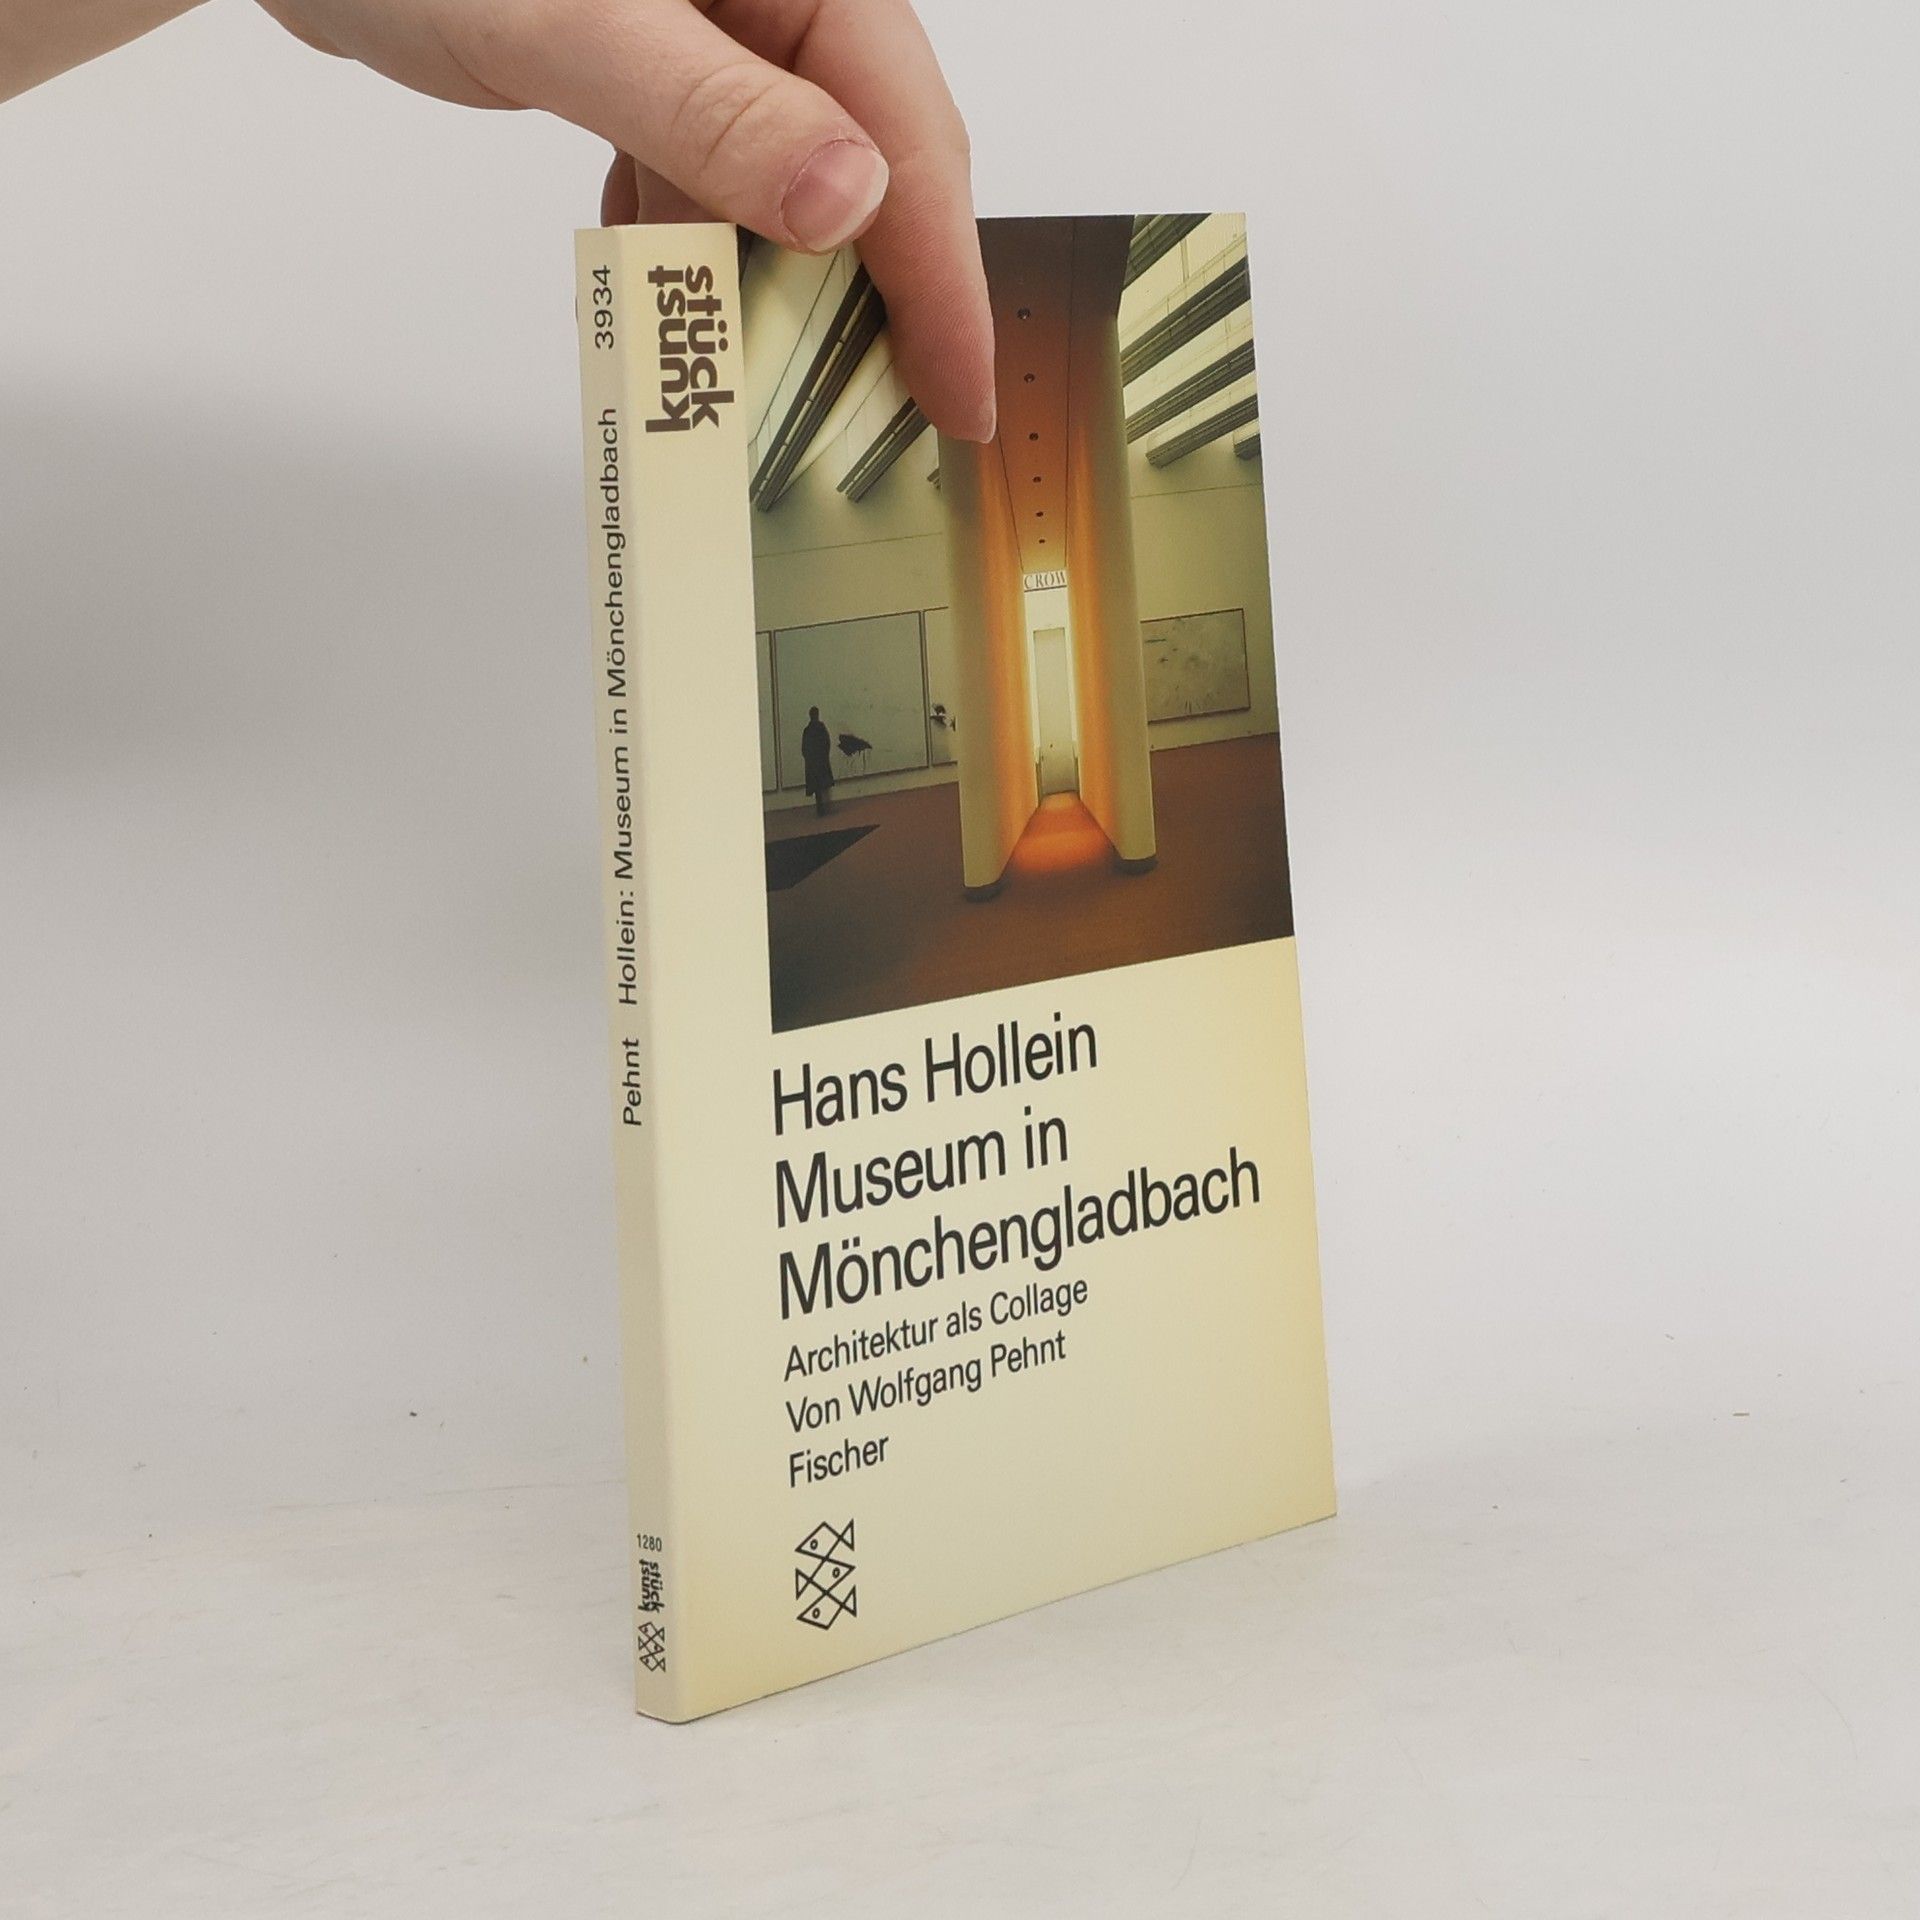 Pehnt Hollein: Museum in Mönchengladbach 3934
1280
kunst
stück
kunst
stück
CROW
Hans Hollein
Museum in
Mönchengladbach
Architektur als Collage
Von Wolfgang Pehnt
Fischer